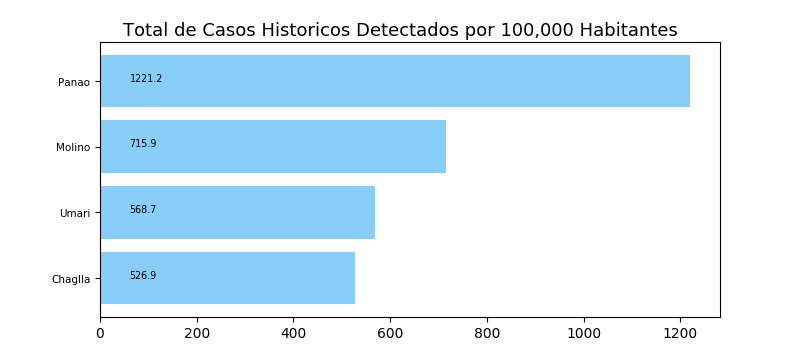 Total de Casos Historicos Detectados por 100,000 Habitantes
Panao 1221.2
Molino 715.9
Umari 568.7
Chaglla 526.9
0 200 400 600 800 1000 1200